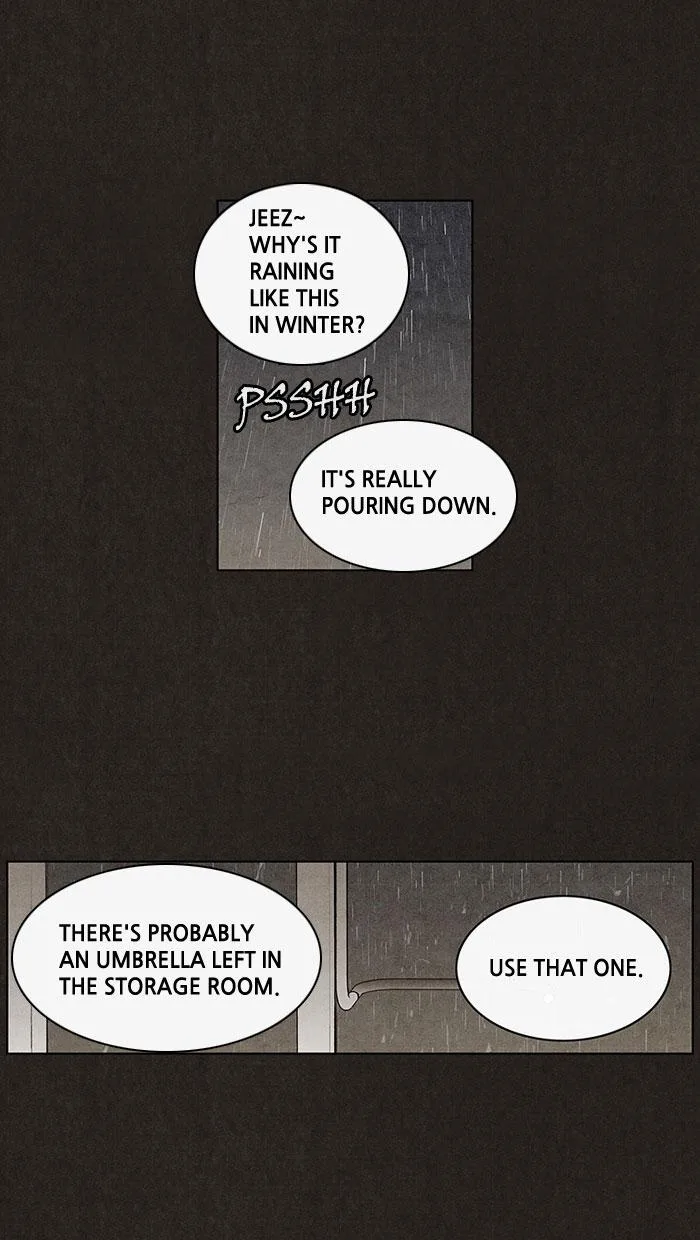 JEEZ~
WHY'S IT
RAINING
LIKE THIS
IN WINTER?
PSSHH
IT'S REALLY
POURING DOWN.
THERE'S PROBABLY
AN UMBRELLA LEFT IN
THE STORAGE ROOM.
USE THAT ONE.